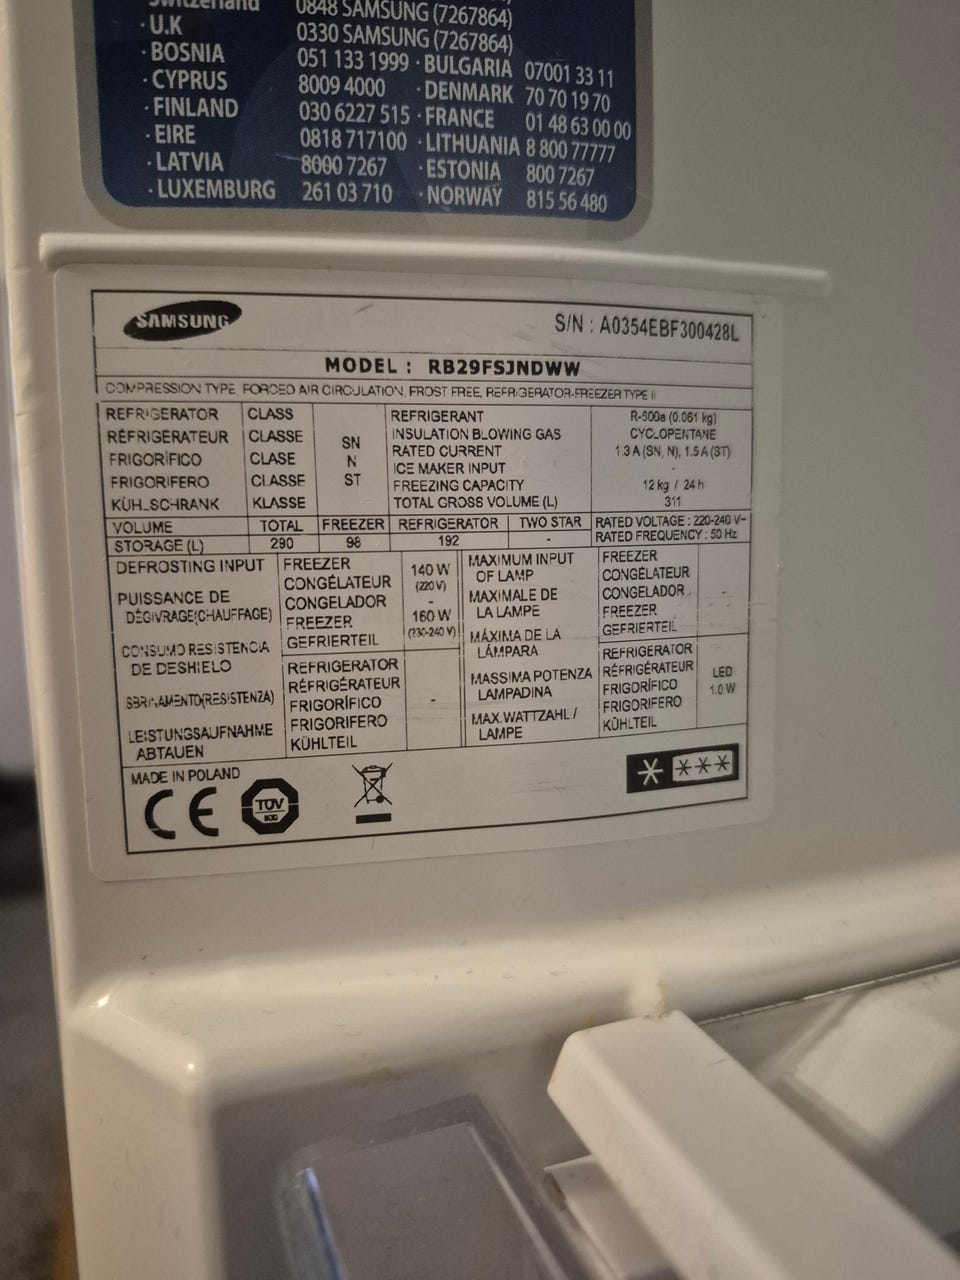 Switzerland 0848 SAMSUNG (7267864)
· U.K 0330 SAMSUNG (7267864)
· BOSNIA 051 133 1999 · BULGARIA 07001 33 11
· CYPRUS 8009 4000 · DENMARK 70 70 19 70
· FINLAND 030 6227 515 · FRANCE 01 48 63 00 00
· EIRE 0818 717100 · LITHUANIA 8 800 77777
· LATVIA 8000 7267 · ESTONIA 800 7267
· LUXEMBURG 261 03 710 · NORWAY 815 56 480
SAMSUNG S/N : A0354EBF300428L
MODEL : RB29FSJNDWW
COMPRESSION TYPE, FORCED AIR CIRCULATION, FROST FREE, REFRIGERATOR-FREEZER TYPE II
REFRIGERATOR CLASS
RÉFRIGÉRATEUR CLASSE
FRIGORÍFICO CLASE
FRIGORIFERO CLASSE
KÜHLSCHRANK KLASSE
SN
N
ST
REFRIGERANT R-600a (0.061 kg)
INSULATION BLOWING GAS CYCLOPENTANE
RATED CURRENT 1.3 A (SN, N), 1.5 A (ST)
ICE MAKER INPUT -
FREEZING CAPACITY 12 kg / 24 h
TOTAL GROSS VOLUME (L) 311
VOLUME TOTAL FREEZER REFRIGERATOR TWO STAR RATED VOLTAGE : 220-240 V~
STORAGE (L) 290 98 192 - RATED FREQUENCY : 50 Hz
DEFROSTING INPUT
PUISSANCE DE
DÉGIVRAGE(CHAUFFAGE)
CONSUMO RESISTENCIA
DE DESHIELO
SBRINAMENTO(RESISTENZA)
LEISTUNGSAUFNAHME
ABTAUEN
FREEZER
CONGÉLATEUR
CONGELADOR
FREEZER
GEFRIERTEIL
140 W
(220 V)
-
160 W
(230-240 V)
REFRIGERATOR
RÉFRIGÉRATEUR
FRIGORÍFICO
FRIGORIFERO
KÜHLTEIL
-
MAXIMUM INPUT
OF LAMP
MAXIMALE DE
LA LAMPE
MÁXIMA DE LA
LÁMPARA
MASSIMA POTENZA
LAMPADINA
MAX.WATTZAHL /
LAMPE
FREEZER
CONGÉLATEUR
CONGELADOR
FREEZER
GEFRIERTEIL
-
REFRIGERATOR
RÉFRIGÉRATEUR
FRIGORÍFICO
FRIGORIFERO
KÜHLTEIL
LED
1.0 W
MADE IN POLAND
CE
TÜV